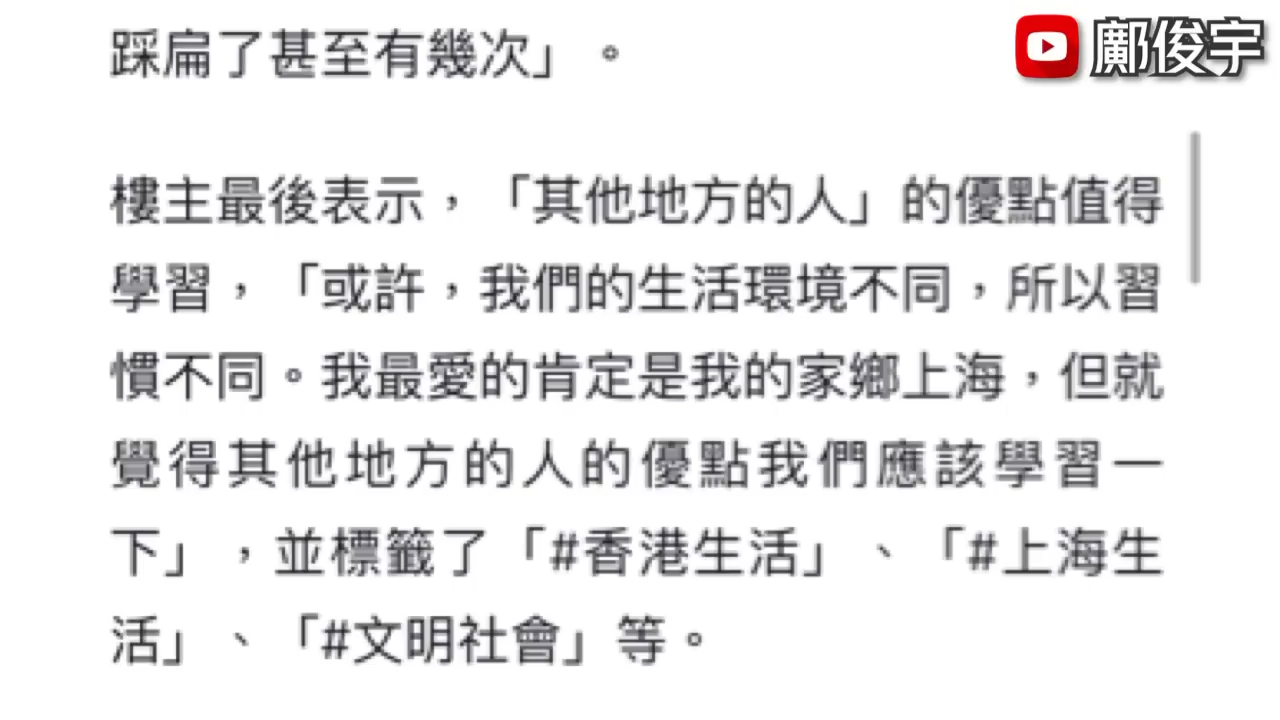 踩扁了甚至有幾次」。
鄺俊宇
樓主最後表示，「其他地方的人」的優點值得
學習，「或許，我們的生活環境不同，所以習
慣不同。我最愛的肯定是我的家鄉上海，但就
覺得其他地方的人的優點我們應該學習一
下」，並標籤了「#香港生活」、「#上海生
活」、「#文明社會」等。